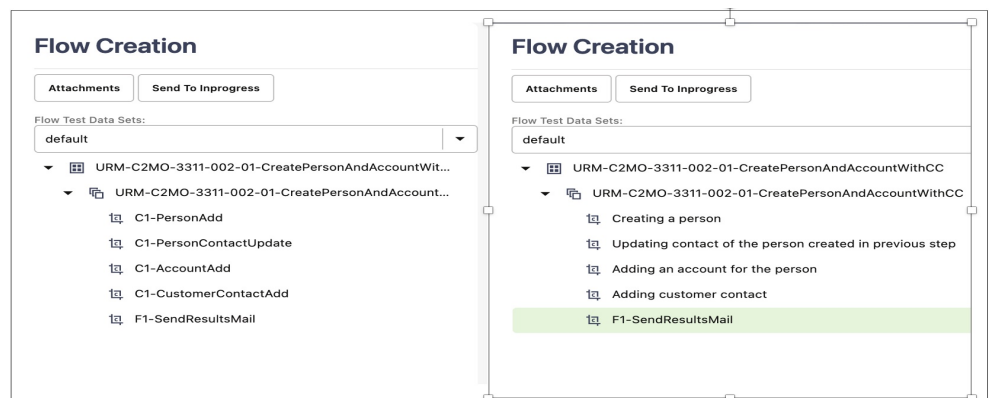 Flow Creation
Attachments
Send To Inprogress
Flow Test Data Sets:
default
URM-C2MO-3311-002-01-CreatePersonAndAccountWit...
URM-C2MO-3311-002-01-CreatePersonAndAccount...
C1-PersonAdd
C1-PersonContactUpdate
C1-AccountAdd
C1-CustomerContactAdd
F1-SendResultsMail
Flow Creation
Attachments
Send To Inprogress
Flow Test Data Sets:
default
URM-C2MO-3311-002-01-CreatePersonAndAccountWithCC
URM-C2MO-3311-002-01-CreatePersonAndAccountWithCC
Creating a person
Updating contact of the person created in previous step
Adding an account for the person
Adding customer contact
F1-SendResultsMail